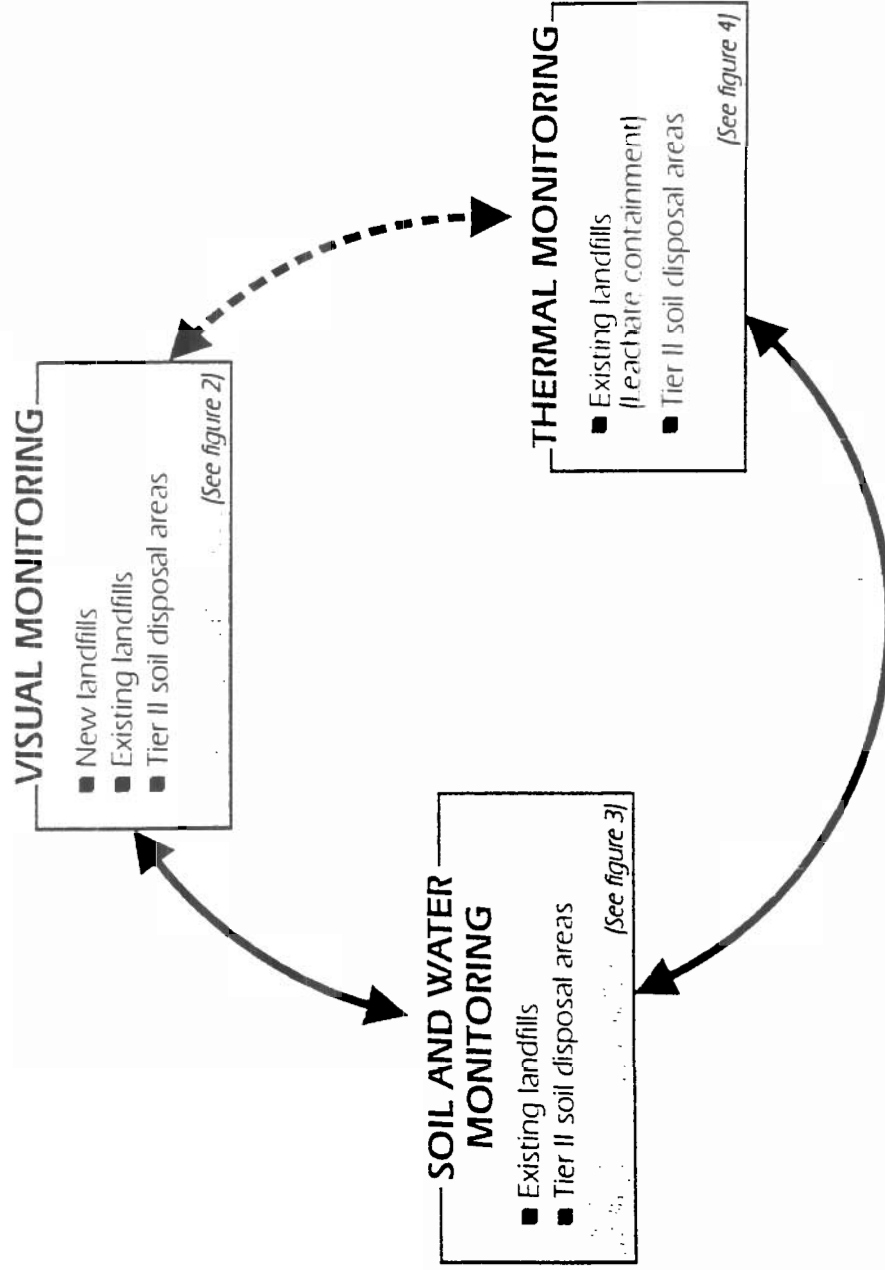 VISUAL MONITORING
■ New landfills
■ Existing landfills
■ Tier II soil disposal areas
(See figure 2)
SOIL AND WATER
MONITORING
■ Existing landfills
■ Tier II soil disposal areas
(See figure 3)
THERMAL MONITORING
■ Existing landfills
(Leachate containment)
■ Tier II soil disposal areas
(See figure 4)